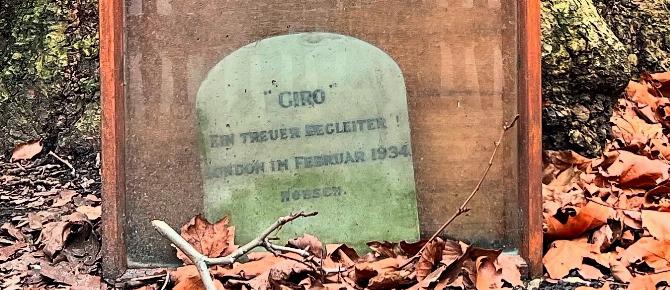 "GIRO"
EIN TREUER BEGLEITER!
LONDON IM FEBRUAR 1934.
HOESCH.